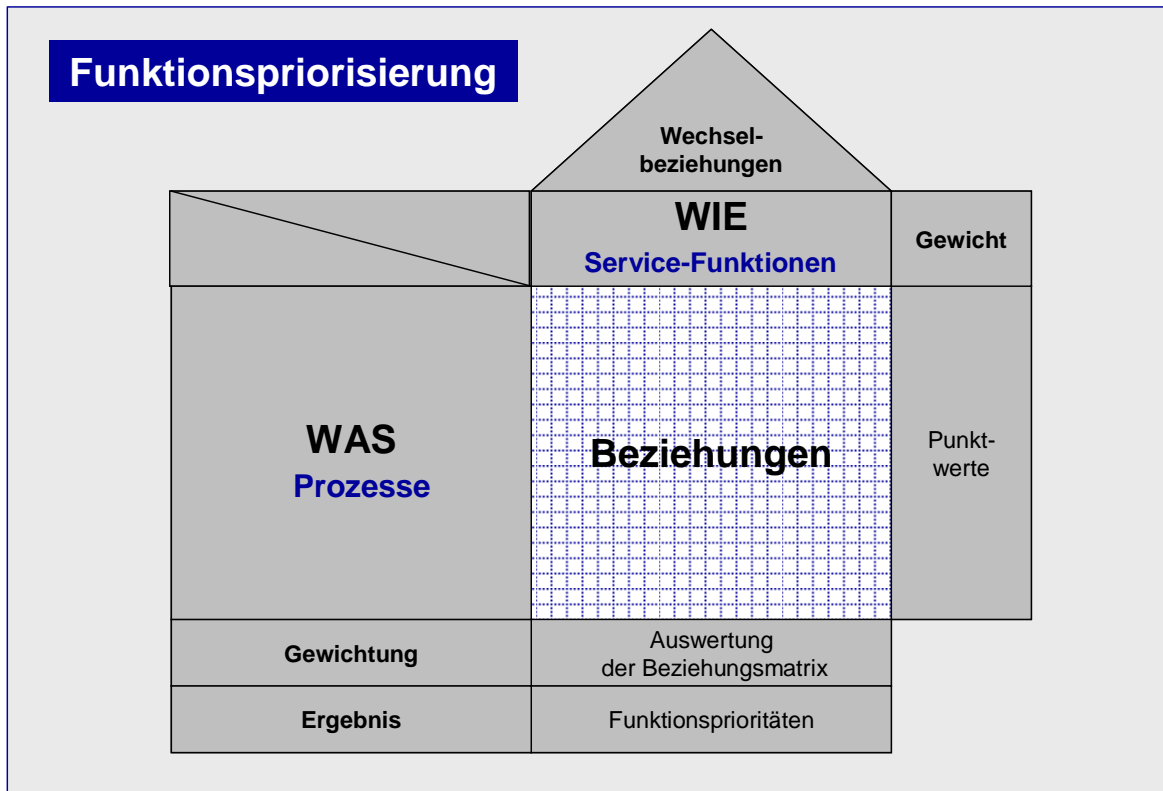 Funktionspriorisierung
Wechsel-
beziehungen
WIE
Service-Funktionen
Gewicht
WAS
Prozesse
Beziehungen
Punkt-
werte
Gewichtung
Auswertung
der Beziehungsmatrix
Ergebnis
Funktionsprioritäten